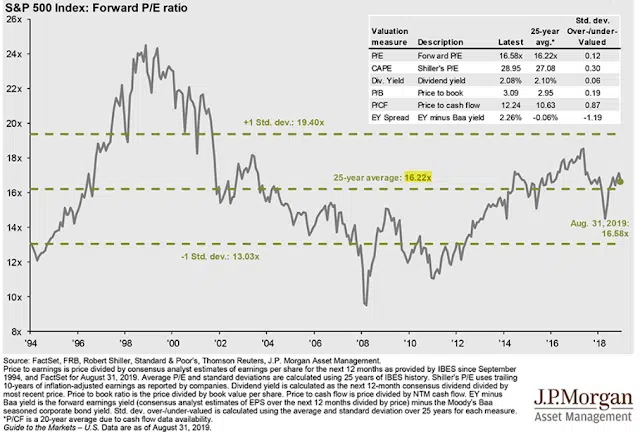 S&P 500 Index: Forward P/E ratio
26x
24x
22x
20x
18x
16x
14x
12x
10x
8x
Valuation measure Description Latest 25-year avg.* Std. dev. Over-/under-Valued
P/E Forward P/E 16.58x 16.22x 0.12
CAPE Shiller's P/E 28.95 27.08 0.30
Div. Yield Dividend yield 2.08% 2.10% 0.06
P/B Price to book 3.09 2.95 0.19
P/CF Price to cash flow 12.24 10.63 0.87
EY Spread EY minus Baa yield 2.26% -0.06% -1.19
+1 Std. dev.: 19.40x
25-year average: 16.22x
Aug. 31, 2019:
16.58x
-1 Std. dev.: 13.03x
'94 '96 '98 '00 '02 '04 '06 '08 '10 '12 '14 '16 '18
Source: FactSet, FRB, Robert Shiller, Standard & Poor's, Thomson Reuters, J.P. Morgan Asset Management.
Price to earnings is price divided by consensus analyst estimates of earnings per share for the next 12 months as provided by IBES since September
1994, and FactSet for August 31, 2019. Average P/E and standard deviations are calculated using 25 years of IBES history. Shiller's P/E uses trailing
10-years of inflation-adjusted earnings as reported by companies. Dividend yield is calculated as the next 12-month consensus dividend divided by
most recent price. Price to book ratio is the price divided by book value per share. Price to cash flow is price divided by NTM cash flow. EY minus
Baa yield is the forward earnings yield (consensus analyst estimates of EPS over the next 12 months divided by price) minus the Moody's Baa
seasoned corporate bond yield. Std. dev. over-/under-valued is calculated using the average and standard deviation over 25 years for each measure.
*P/CF is a 20-year average due to cash flow data availability.
Guide to the Markets – U.S. Data are as of August 31, 2019.
J.P.Morgan
Asset Management